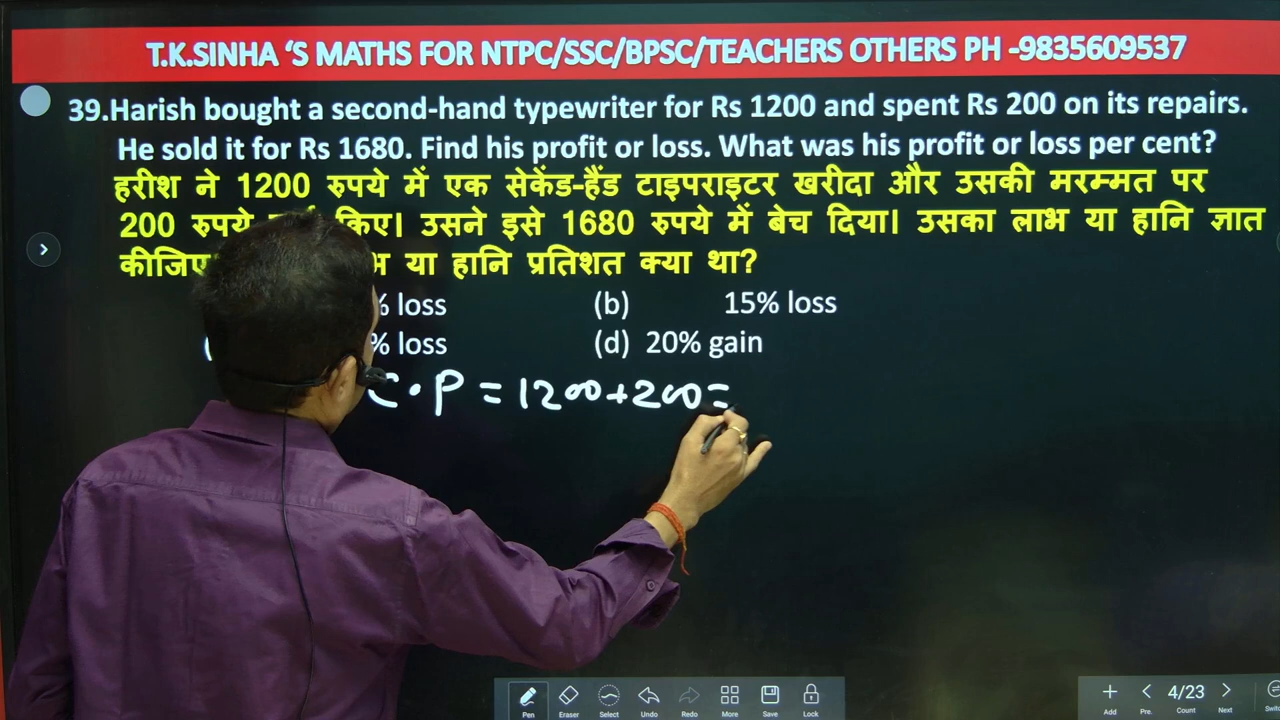 T.K.SINHA ‘S MATHS FOR NTPC/SSC/BPSC/TEACHERS OTHERS PH -9835609537
39.Harish bought a second-hand typewriter for Rs 1200 and spent Rs 200 on its repairs.
He sold it for Rs 1680. Find his profit or loss. What was his profit or loss per cent?
हरीश ने 1200 रुपये में एक सेकेंड-हैंड टाइपराइटर खरीदा और उसकी मरम्मत पर
200 रुपये किए। उसने इसे 1680 रुपये में बेच दिया। उसका लाभ या हानि ज्ञात
कीजिए या हानि प्रतिशत क्या था?
% loss (b) 15% loss
% loss (d) 20% gain
C.P = 1200+200=
Pen Eraser Select Undo Redo More Save Lock
4/23
Add Pre. Count Next